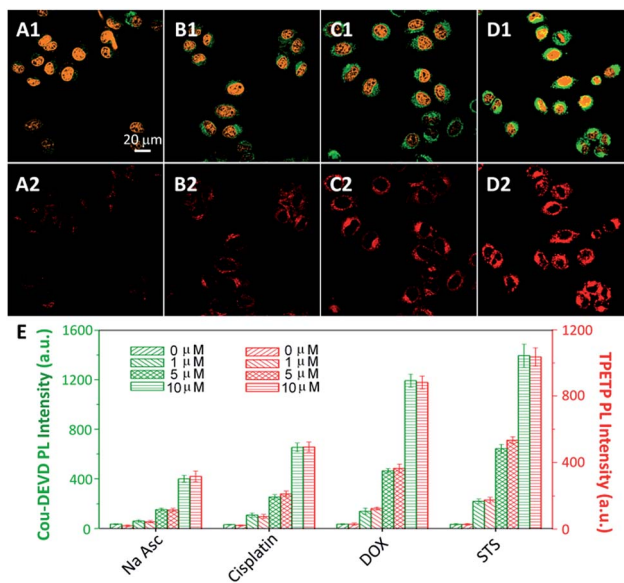 A1 B1 C1 D1
20 μm
A2 B2 C2 D2
E
1600 1200
1200
800 800
400 400
0 0
Cou-DEVD PL Intensity (a.u.)
TPETP PL Intensity (a.u.)
0 μM 0 μM
1 μM 1 μM
5 μM 5 μM
10 μM 10 μM
Na Asc Cisplatin DOX STS